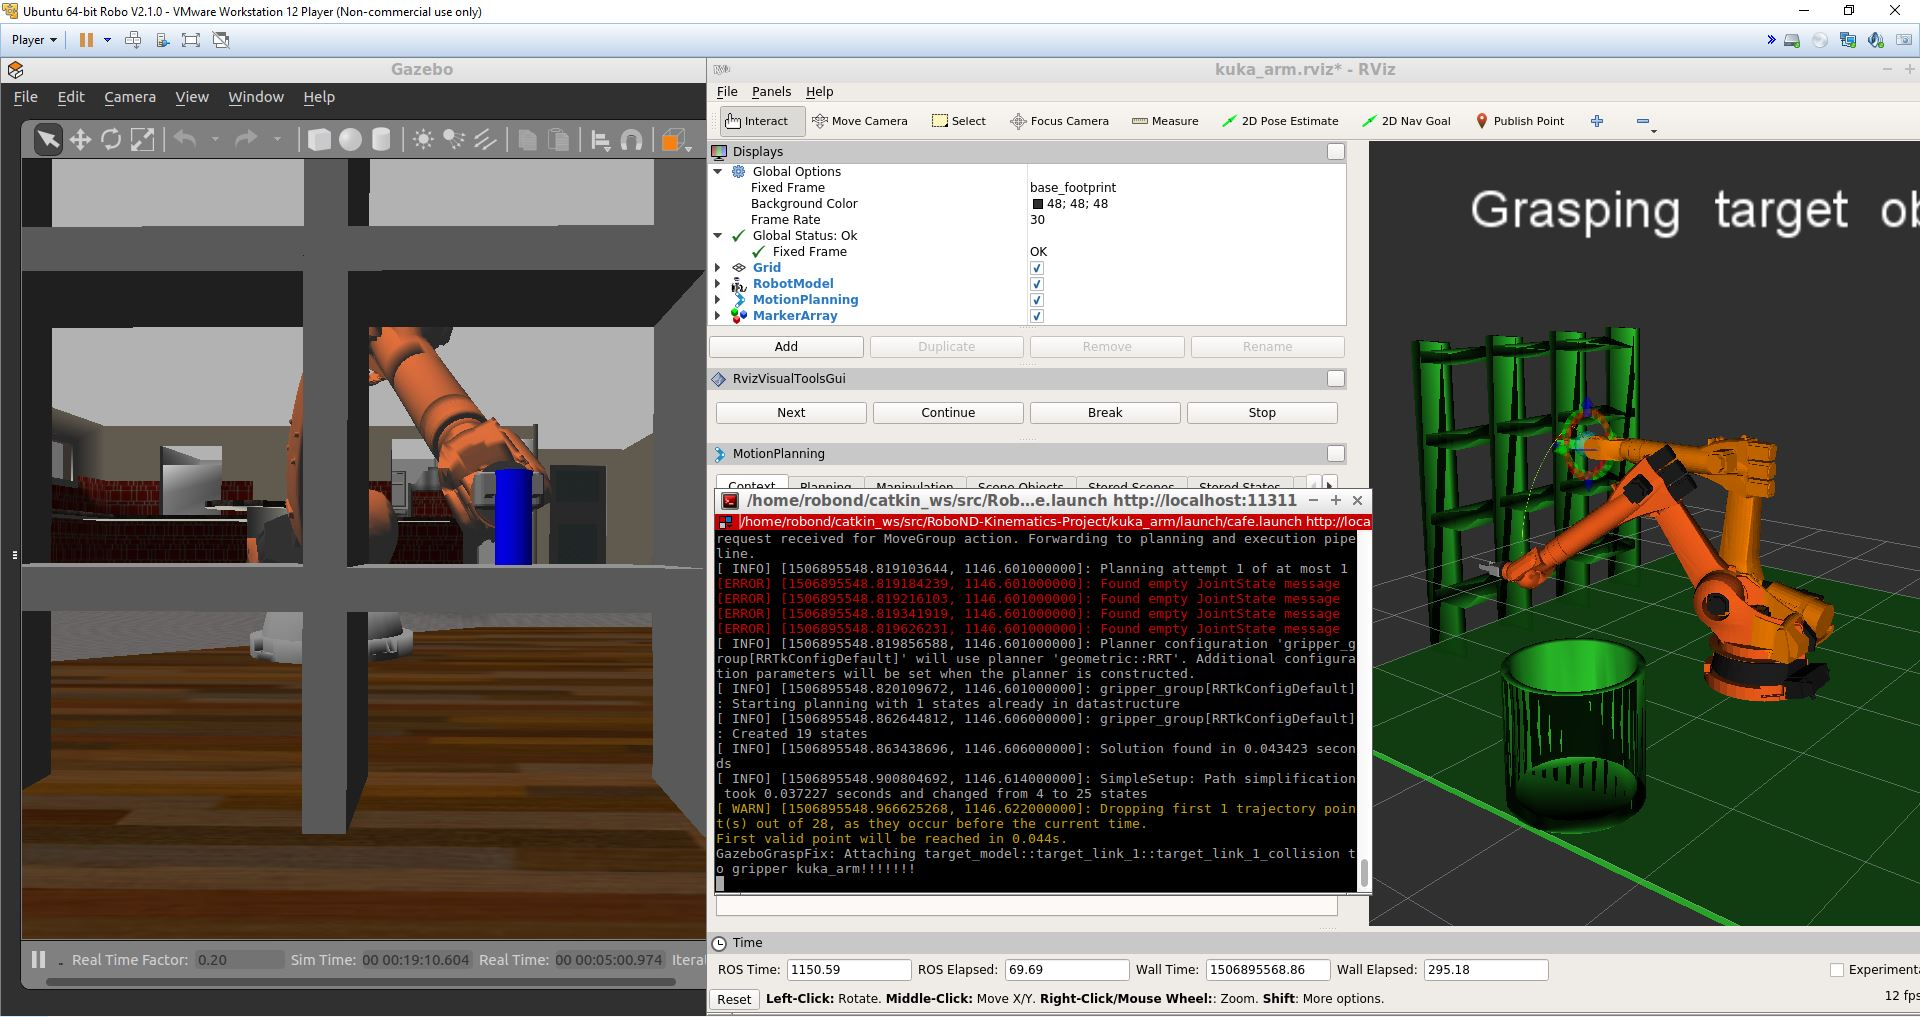 Ubuntu 64-bit Robo V2.1.0 - VMware Workstation 12 Player (Non-commercial use only)
Player
Gazebo
File Edit Camera View Window Help
Real Time Factor: 0.20 Sim Time: 00 00:19:10.604 Real Time: 00 00:05:00.974 Itera
kuka_arm.rviz* - RViz
File Panels Help
Interact Move Camera Select Focus Camera Measure 2D Pose Estimate 2D Nav Goal Publish Point
Displays
Global Options
Fixed Frame base_footprint
Background Color 48; 48; 48
Frame Rate 30
Global Status: Ok
Fixed Frame OK
Grid
RobotModel
MotionPlanning
MarkerArray
Add Duplicate Remove Rename
RvizVisualToolsGui
Next Continue Break Stop
MotionPlanning
Context Planning Manipulation Scene Objects Stored Scenes Stored States
/home/robond/catkin_ws/src/Rob...e.launch http://localhost:11311
/home/robond/catkin_ws/src/RoboND-Kinematics-Project/kuka_arm/launch/cafe.launch http://loca
request received for MoveGroup action. Forwarding to planning and execution pipe
line.
[ INFO] [1506895548.819103644, 1146.601000000]: Planning attempt 1 of at most 1
[ERROR] [1506895548.819184239, 1146.601000000]: Found empty JointState message
[ERROR] [1506895548.819216103, 1146.601000000]: Found empty JointState message
[ERROR] [1506895548.819341919, 1146.601000000]: Found empty JointState message
[ERROR] [1506895548.819626231, 1146.601000000]: Found empty JointState message
[ INFO] [1506895548.819856588, 1146.601000000]: Planner configuration 'gripper_g
roup[RRTkConfigDefault]' will use planner 'geometric::RRT'. Additional configura
tion parameters will be set when the planner is constructed.
[ INFO] [1506895548.820109672, 1146.601000000]: gripper_group[RRTkConfigDefault]
: Starting planning with 1 states already in datastructure
[ INFO] [1506895548.862644812, 1146.606000000]: gripper_group[RRTkConfigDefault]
: Created 19 states
[ INFO] [1506895548.863438696, 1146.606000000]: Solution found in 0.043423 secon
ds
[ INFO] [1506895548.900804692, 1146.614000000]: SimpleSetup: Path simplification
 took 0.037227 seconds and changed from 4 to 25 states
[ WARN] [1506895548.966625268, 1146.622000000]: Dropping first 1 trajectory poin
t(s) out of 28, as they occur before the current time.
First valid point will be reached in 0.044s.
GazeboGraspFix: Attaching target_model::target_link_1::target_link_1_collision t
o gripper kuka_arm!!!!!!!
Grasping target ob
Time
ROS Time: 1150.59 ROS Elapsed: 69.69 Wall Time: 1506895568.86 Wall Elapsed: 295.18 Experimenta
Reset Left-Click: Rotate. Middle-Click: Move X/Y. Right-Click/Mouse Wheel:: Zoom. Shift: More options. 12 fps